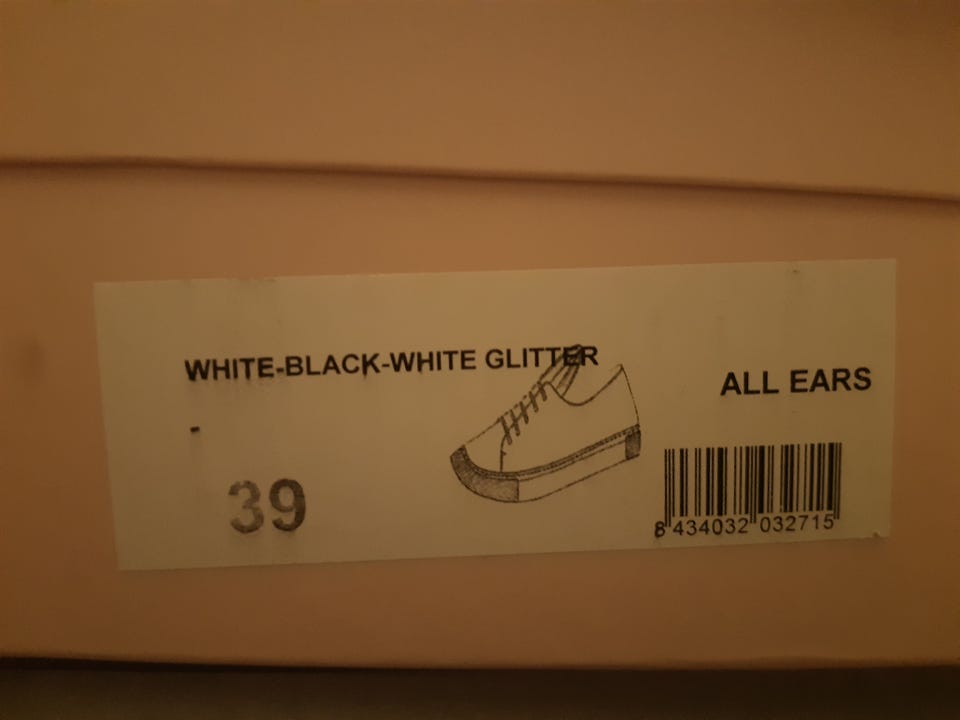 WHITE-BLACK-WHITE GLITTER
ALL EARS
-
39
8 434032 032715